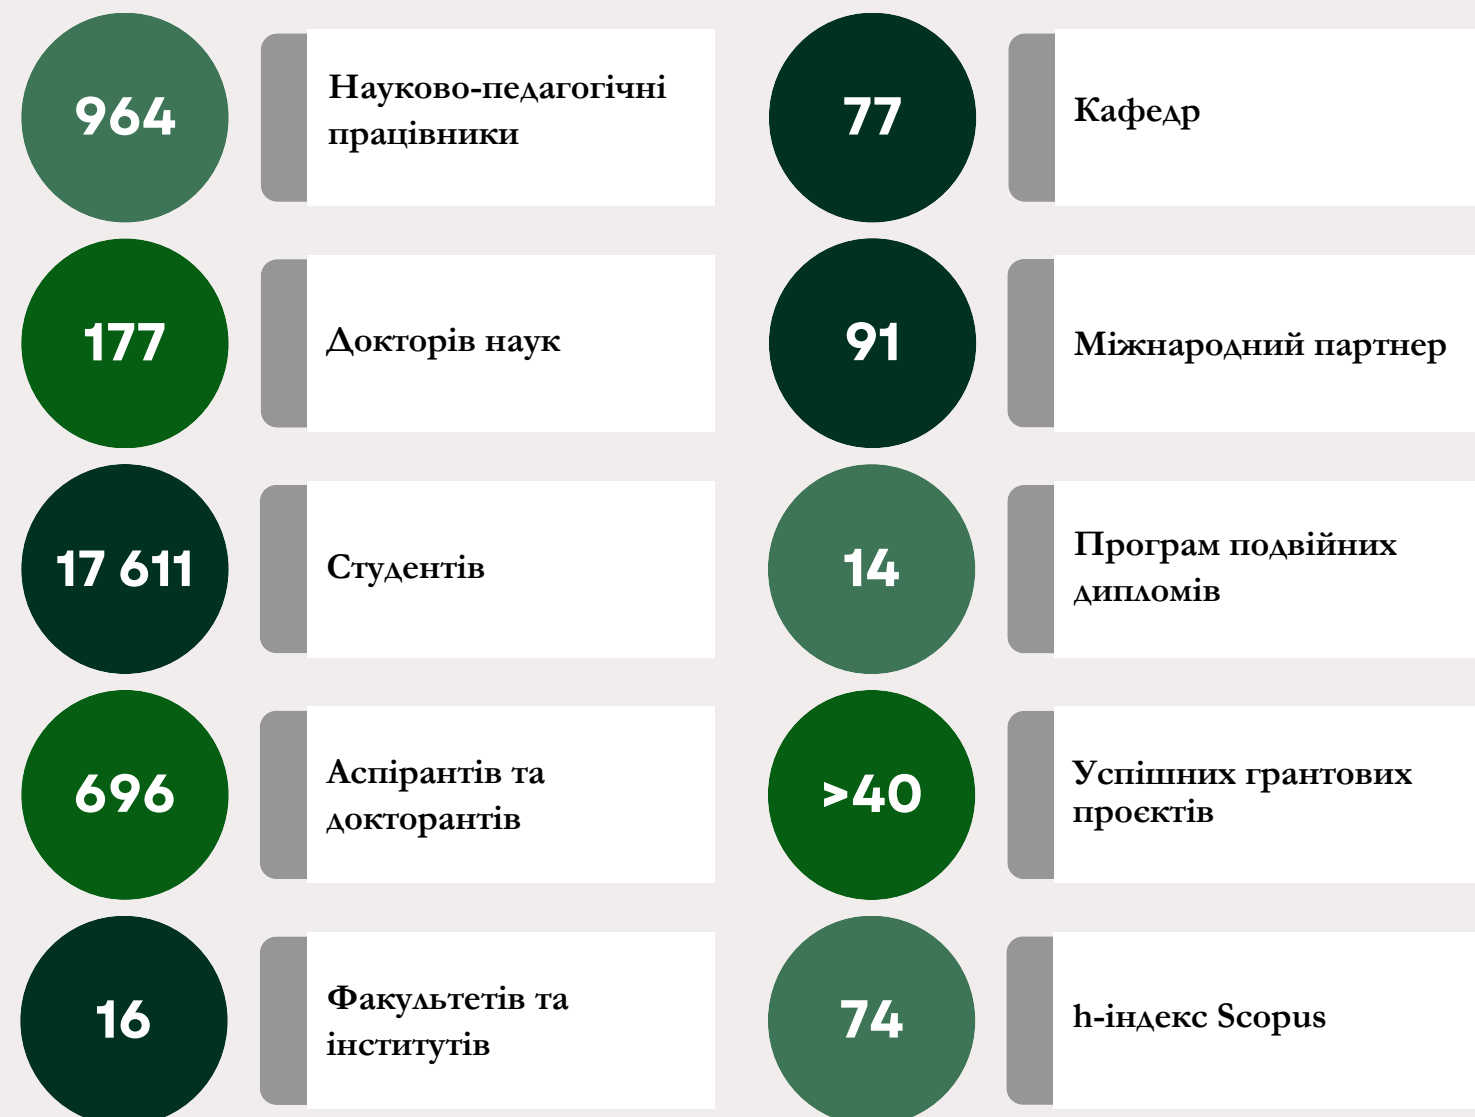 964
Науково-педагогічні
працівники
77
Кафедр
177
Докторів наук
91
Міжнародний партнер
17 611
Студентів
14
Програм подвійних
дипломів
696
Аспірантів та
докторантів
>40
Успішних грантових
проєктів
16
Факультетів та
інститутів
74
h-індекс Scopus